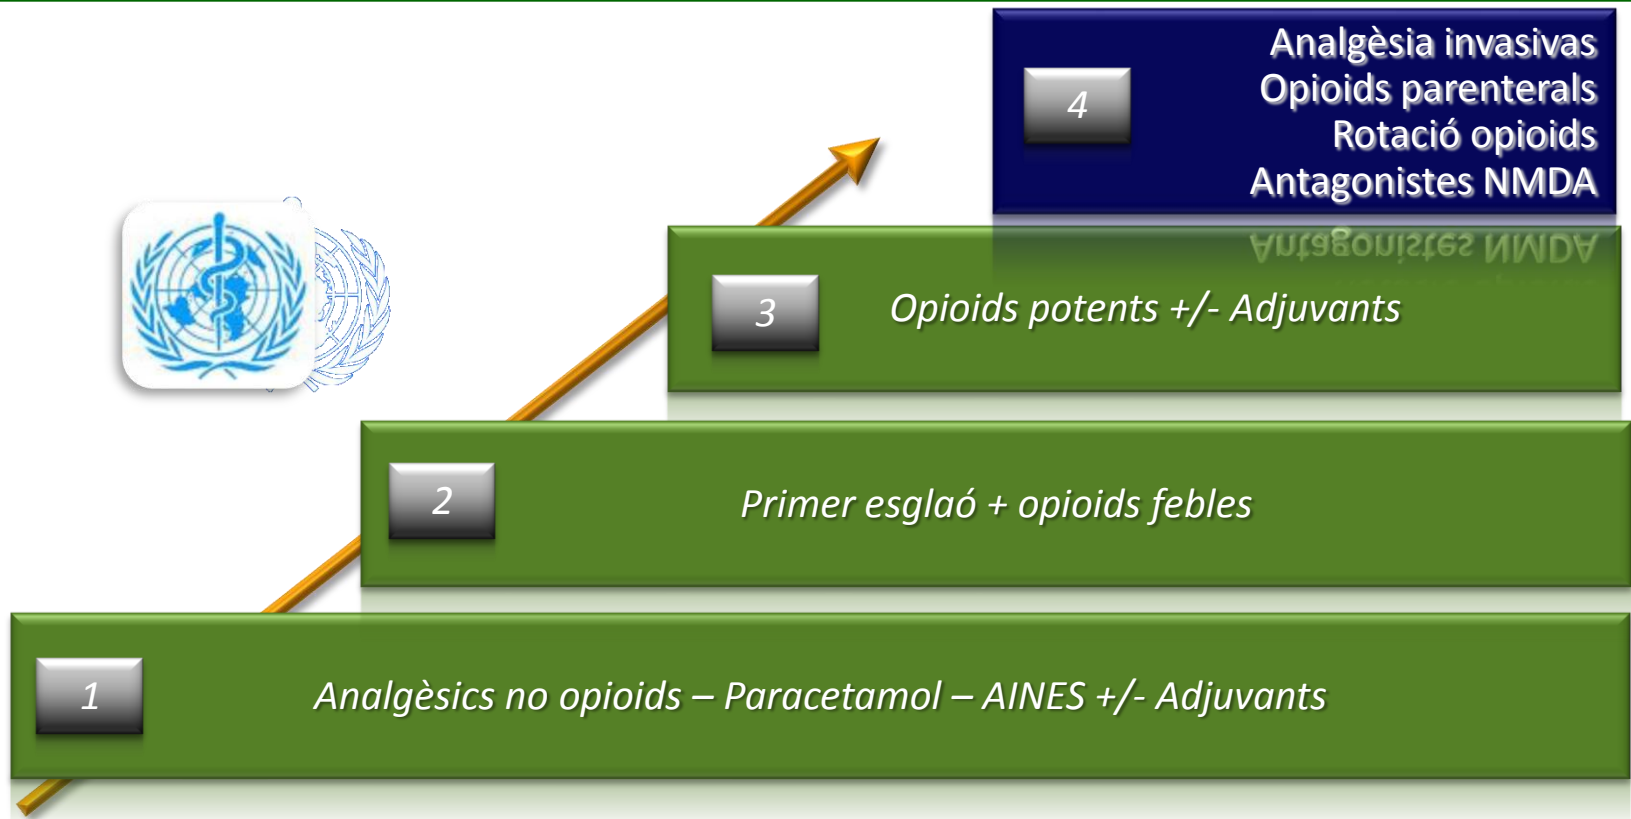 Analgèsia invasivas
Opioids parenterals
Rotació opioids
Antagonistes NMDA
4
3
Opioids potents +/- Adjuvants
2
Primer esglaó + opioids febles
1
Analgèsics no opioids – Paracetamol – AINES +/- Adjuvants